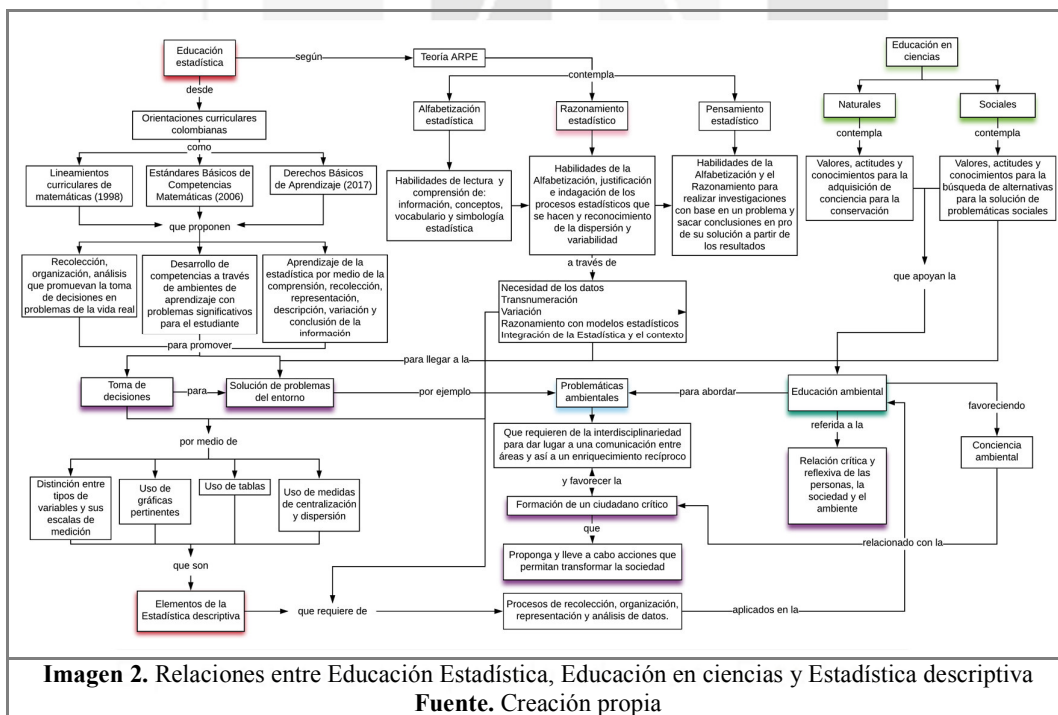 Educación
estadística
según
Teoría ARPE
desde
Orientaciones curriculares
colombianas
como
Lineamientos
curriculares de
matemáticas (1998)
Estándares Básicos de
Competencias
Matemáticas (2006)
Derechos Básicos
de Aprendizaje (2017)
que proponen
Recolección,
organización, análisis
que promuevan la toma
de decisiones en
problemas de la vida real
Desarrollo de
competencias a través
de ambientes de
aprendizaje con
problemas significativos
para el estudiante
Aprendizaje de la
estadística por medio de la
comprensión, recolección,
representación,
descripción, variación y
conclusión de la
información
para promover
contempla
Alfabetización
estadística
Razonamiento
estadístico
Pensamiento
estadístico
Habilidades de lectura y
comprensión de:
información, conceptos,
vocabulario y simbología
estadística
Habilidades de la
Alfabetización, justificación
e indagación de los
procesos estadísticos que
se hacen y reconocimiento
de la dispersión y
variabilidad
Habilidades de la
Alfabetización y el
Razonamiento para
realizar investigaciones
con base en un problema y
sacar conclusiones en pro
de su solución a partir de
los resultados
a través de
Necesidad de los datos
Transnumeración
Variación
Razonamiento con modelos estadísticos
Integración de la Estadística y el contexto
Educación en
ciencias
Naturales
Sociales
contempla
contempla
Valores, actitudes y
conocimientos para la
adquisición de
conciencia para la
conservación
Valores, actitudes y
conocimientos para la
búsqueda de alternativas
para la solución de
problemáticas sociales
que apoyan la
para llegar a la
Toma de
decisiones
para
Solución de problemas
del entorno
por ejemplo
Problemáticas
ambientales
para abordar
Educación ambiental
favoreciendo
Conciencia
ambiental
referida a la
Relación crítica y
reflexiva de las
personas, la
sociedad y el
ambiente
Que requieren de la interdisciplinariedad
para dar lugar a una comunicación entre
áreas y así a un enriquecimiento recíproco
y favorecer la
Formación de un ciudadano crítico
relacionado con la
que
Proponga y lleve a cabo acciones que
permitan transformar la sociedad
por medio de
Distinción entre
tipos de
variables y sus
escalas de
medición
Uso de
gráficas
pertinentes
Uso de tablas
Uso de medidas
de centralización
y dispersión
que son
Elementos de la
Estadística descriptiva
que requiere de
Procesos de recolección, organización,
representación y análisis de datos.
aplicados en la
Imagen 2. Relaciones entre Educación Estadística, Educación en ciencias y Estadística descriptiva
Fuente. Creación propia